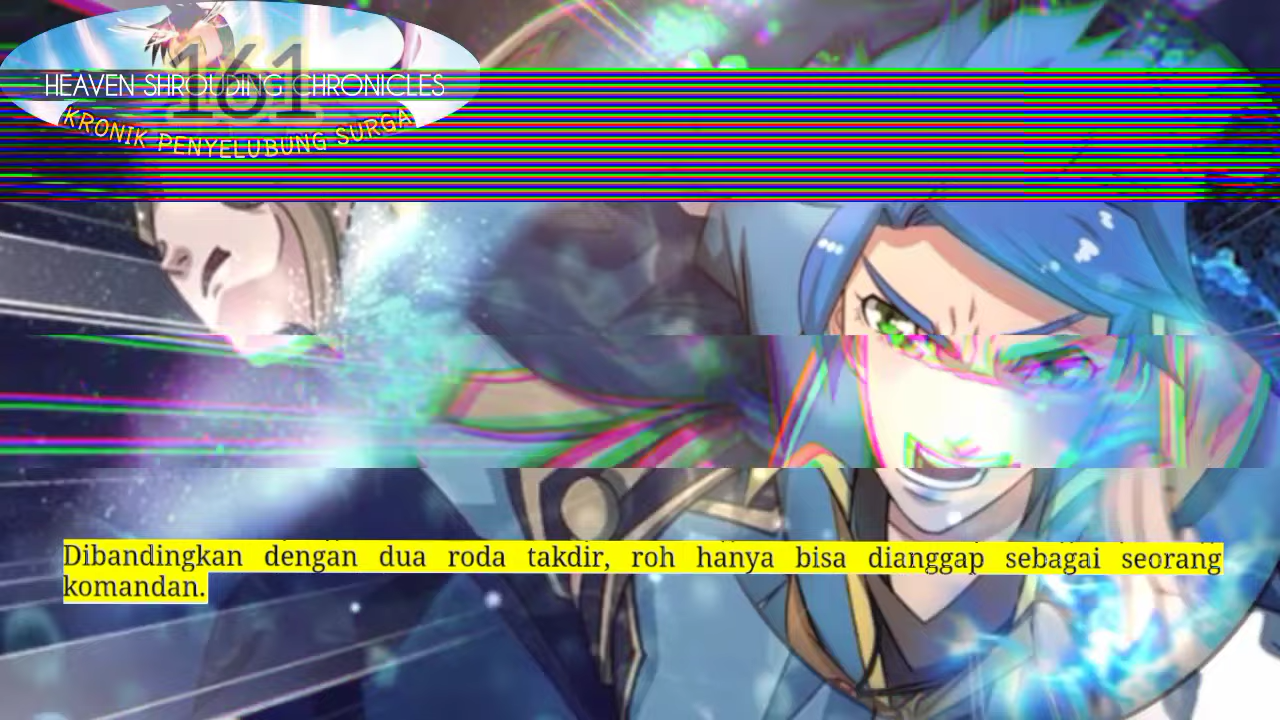 161
HEAVEN SHROUDING CHRONICLES
KRONIK PENYELUBUNG SURGA
Dibandingkan dengan dua roda takdir, roh hanya bisa dianggap sebagai seorang
komandan.